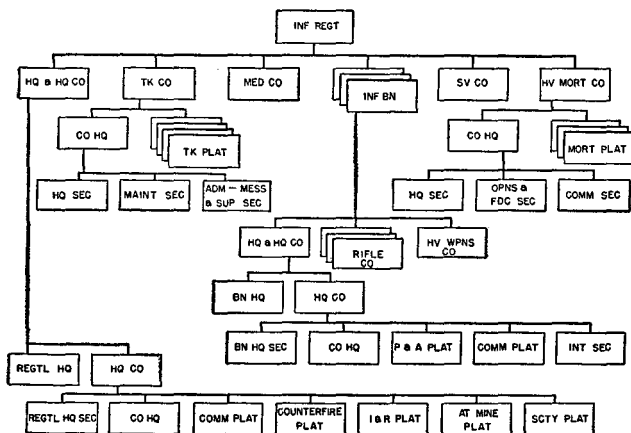 INF REGT
HQ & HQ CO
TK CO
MED CO
INF BN
SV CO
HV MORT CO
CO HQ
TK PLAT
CO HQ
MORT PLAT
HQ SEC
MAINT SEC
ADM — MESS
& SUP SEC
HQ SEC
OPNS &
FDC SEC
COMM SEC
HQ & HQ CO
RIFLE
CO
HV WPNS
CO
BN HQ
HQ CO
BN HQ SEC
CO HQ
P & A PLAT
COMM PLAT
INT SEC
REGTL HQ
HQ CO
REGTL HQ SEC
CO HQ
COMM PLAT
COUNTERFIRE
PLAT
I & R PLAT
AT MINE
PLAT
SCTY PLAT